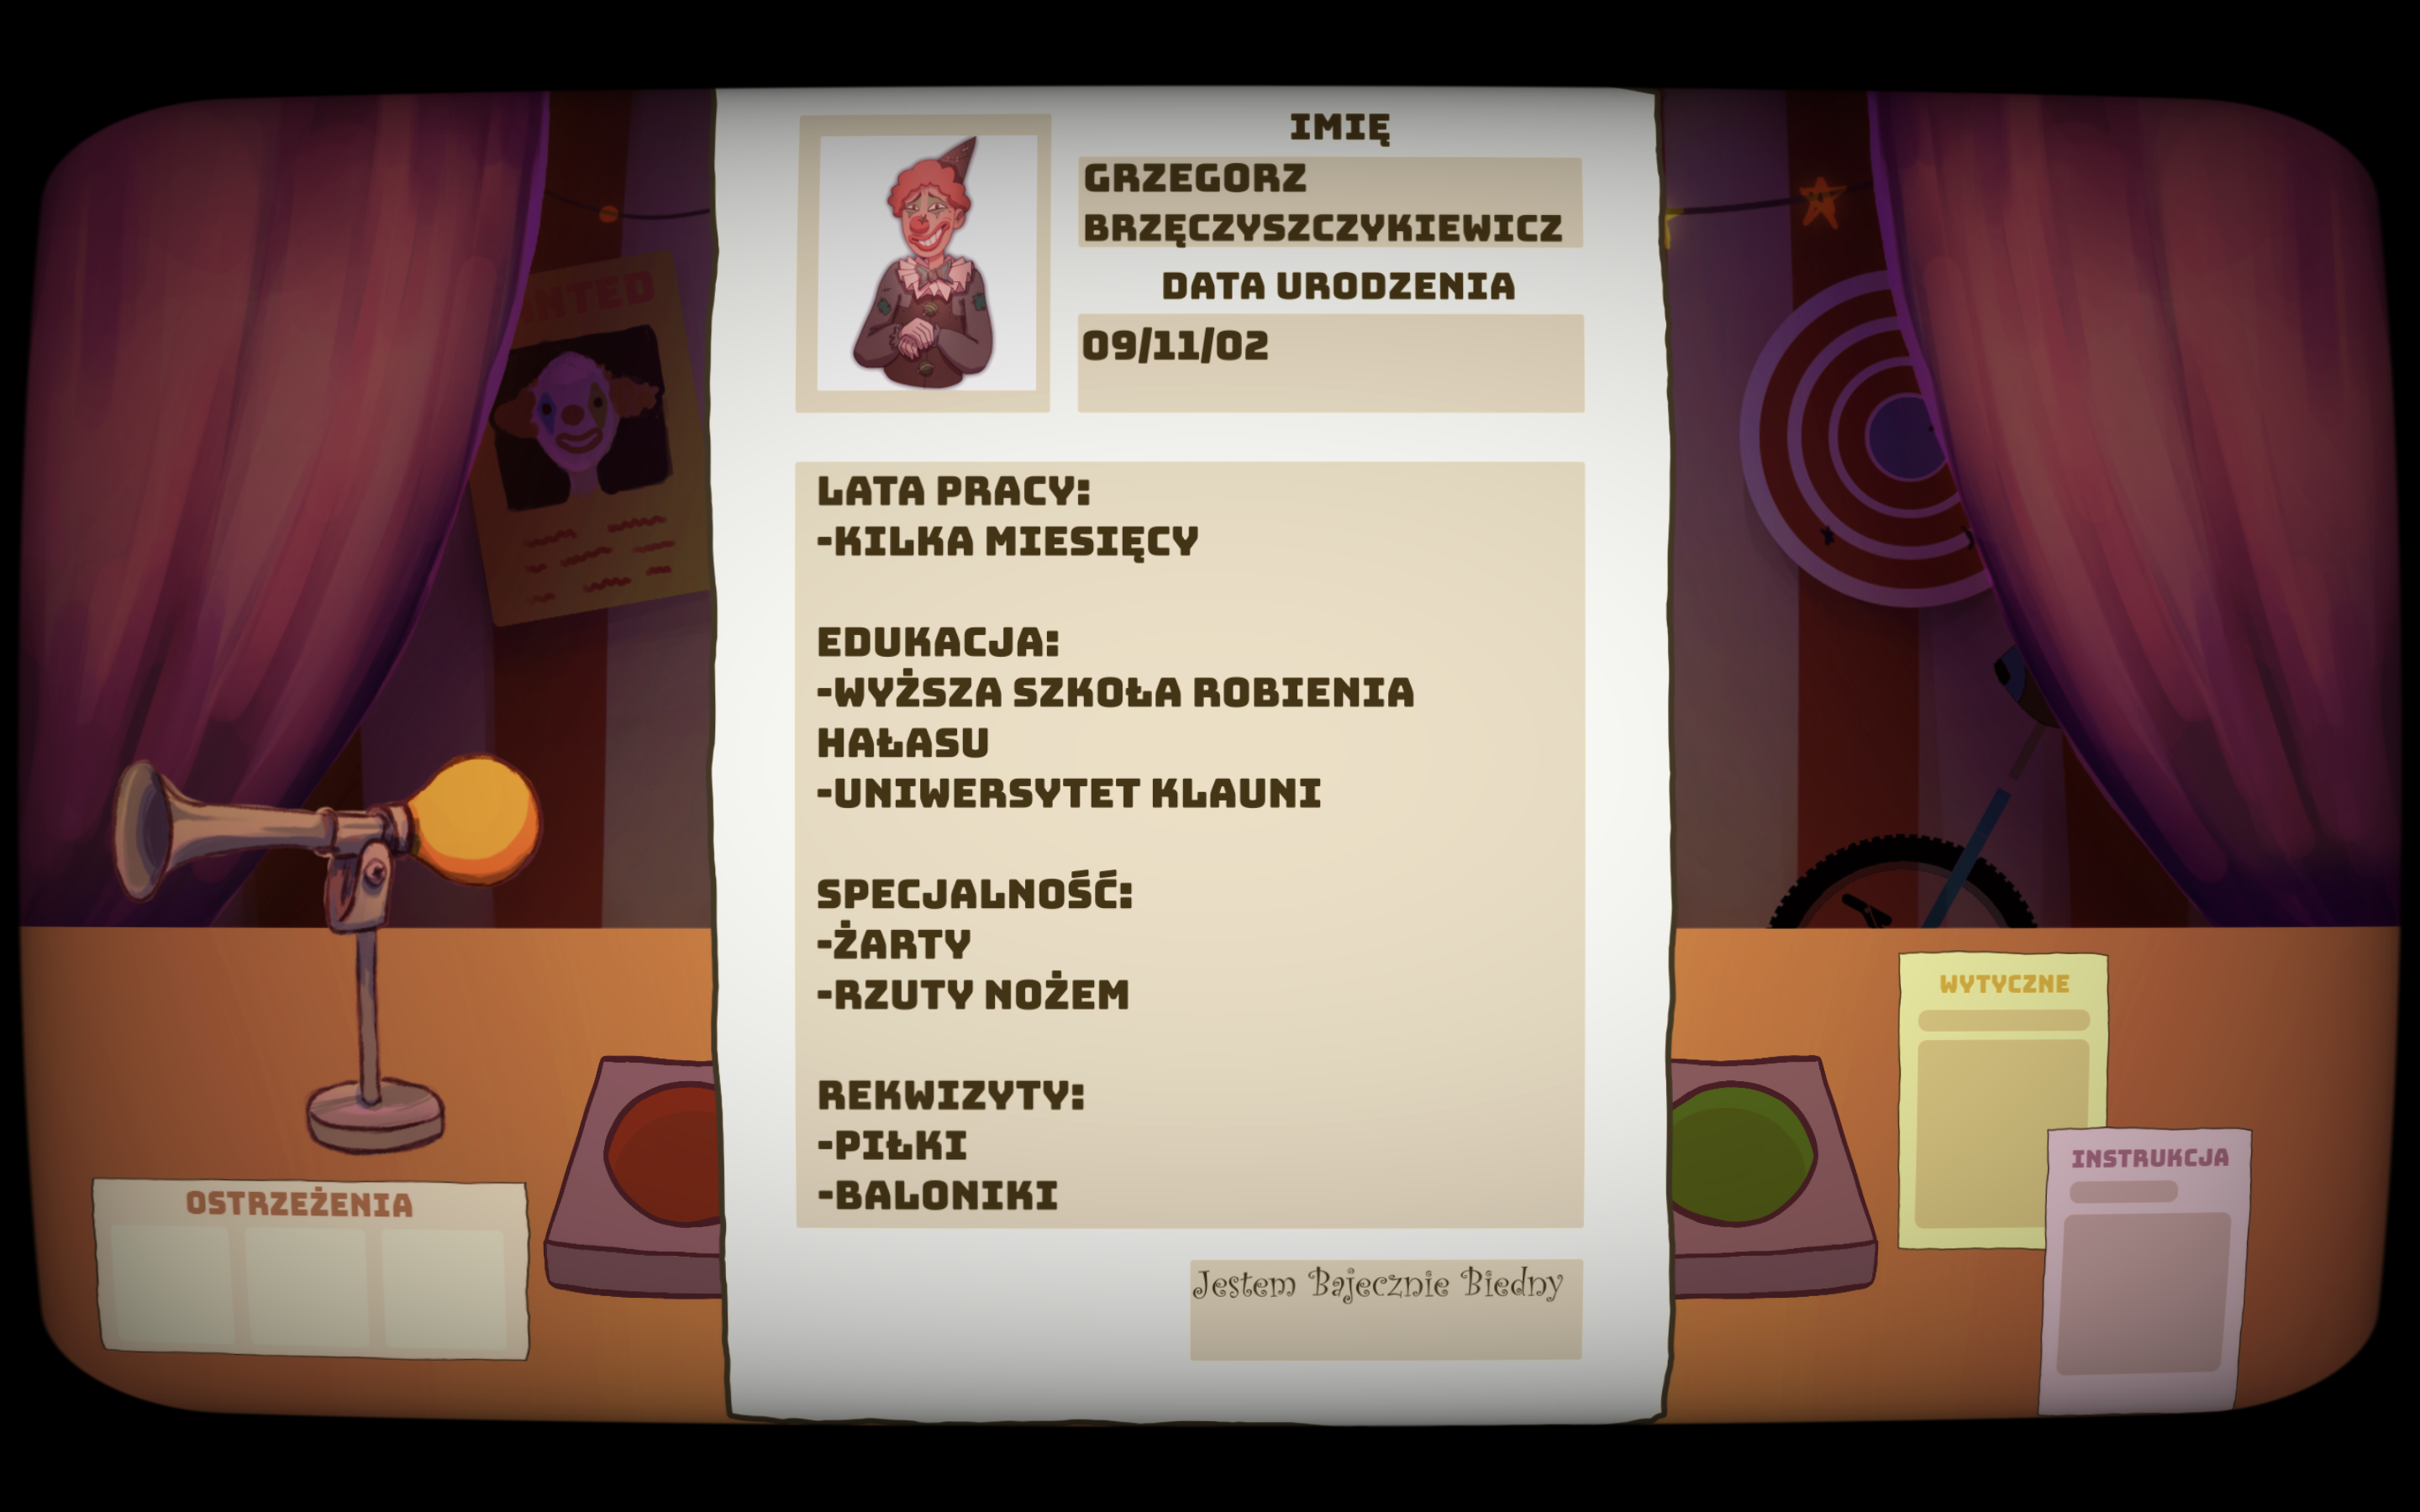 NTED
IMIĘ
GRZEGORZ
BRZĘCZYSZCZYKIEWICZ
DATA URODZENIA
09/11/02
LATA PRACY:
-KILKA MIESIĘCY
EDUKACJA:
-WYŻSZA SZKOŁA ROBIENIA
HAŁASU
-UNIWERSYTET KLAUNI
SPECJALNOŚĆ:
-ŻARTY
-RZUTY NOŻEM
REKWIZYTY:
-PIŁKI
-BALONIKI
Jestem Bajecznie Biedny
OSTRZEŻENIA
WYTYCZNE
INSTRUKCJA